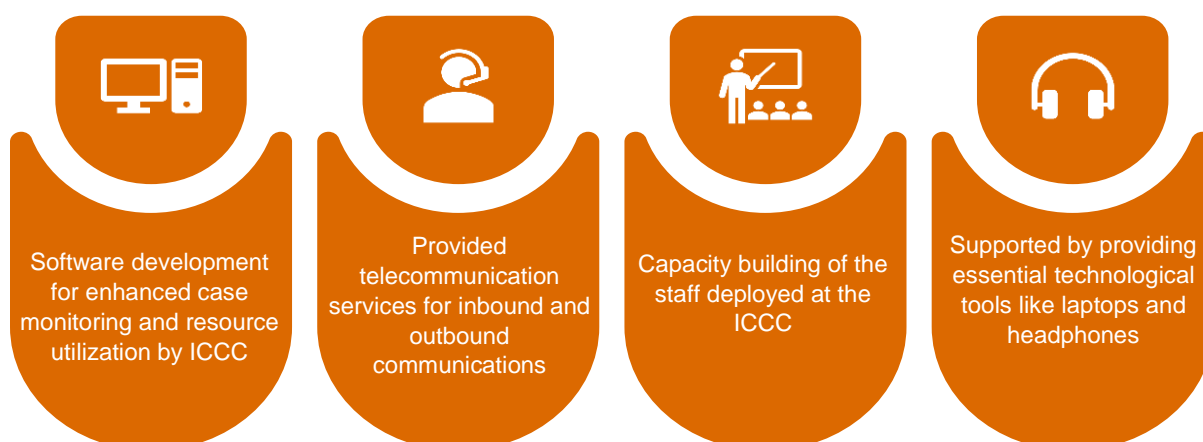 Software development
for enhanced case
monitoring and resource
utilization by ICCC
Provided
telecommunication
services for inbound and
outbound
communications
Capacity building of the
staff deployed at the
ICCC
Supported by providing
essential technological
tools like laptops and
headphones